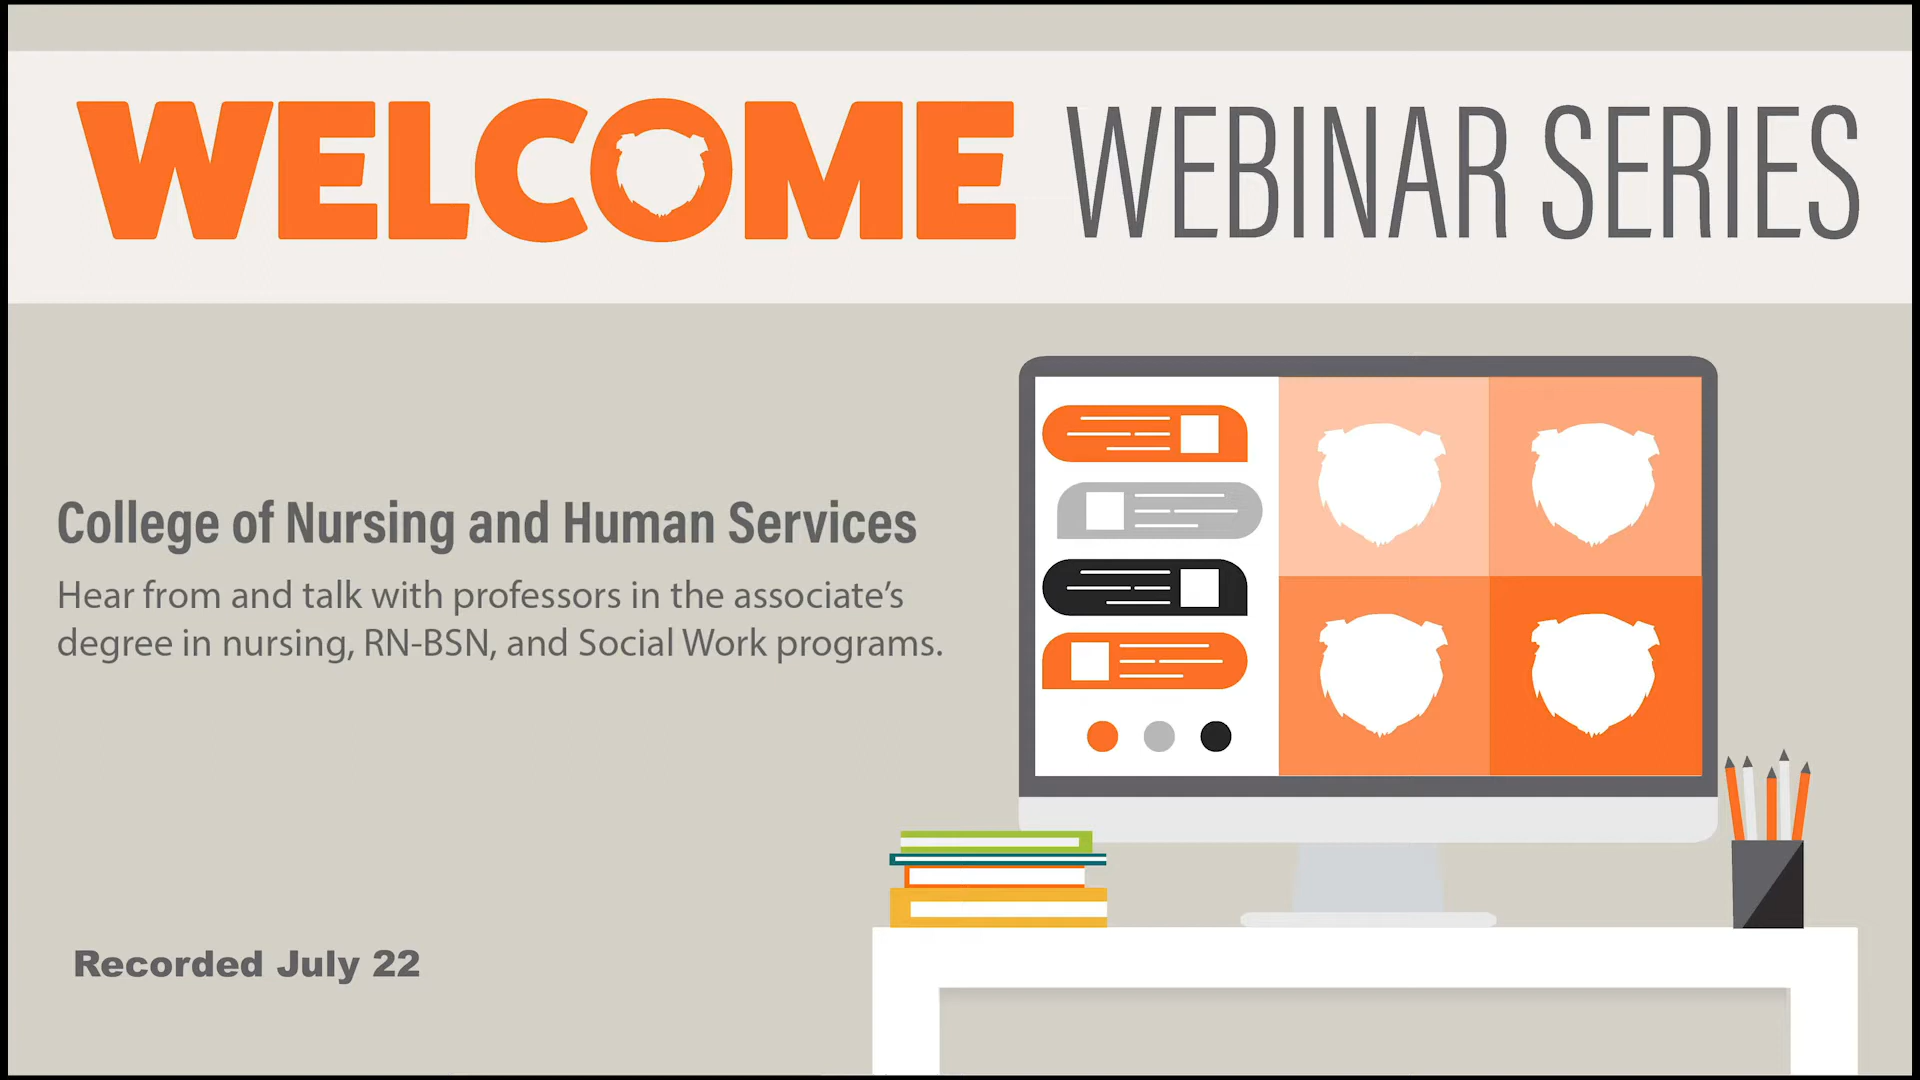 WELCOME WEBINAR SERIES
College of Nursing and Human Services
Hear from and talk with professors in the associate’s
degree in nursing, RN-BSN, and Social Work programs.
Recorded July 22